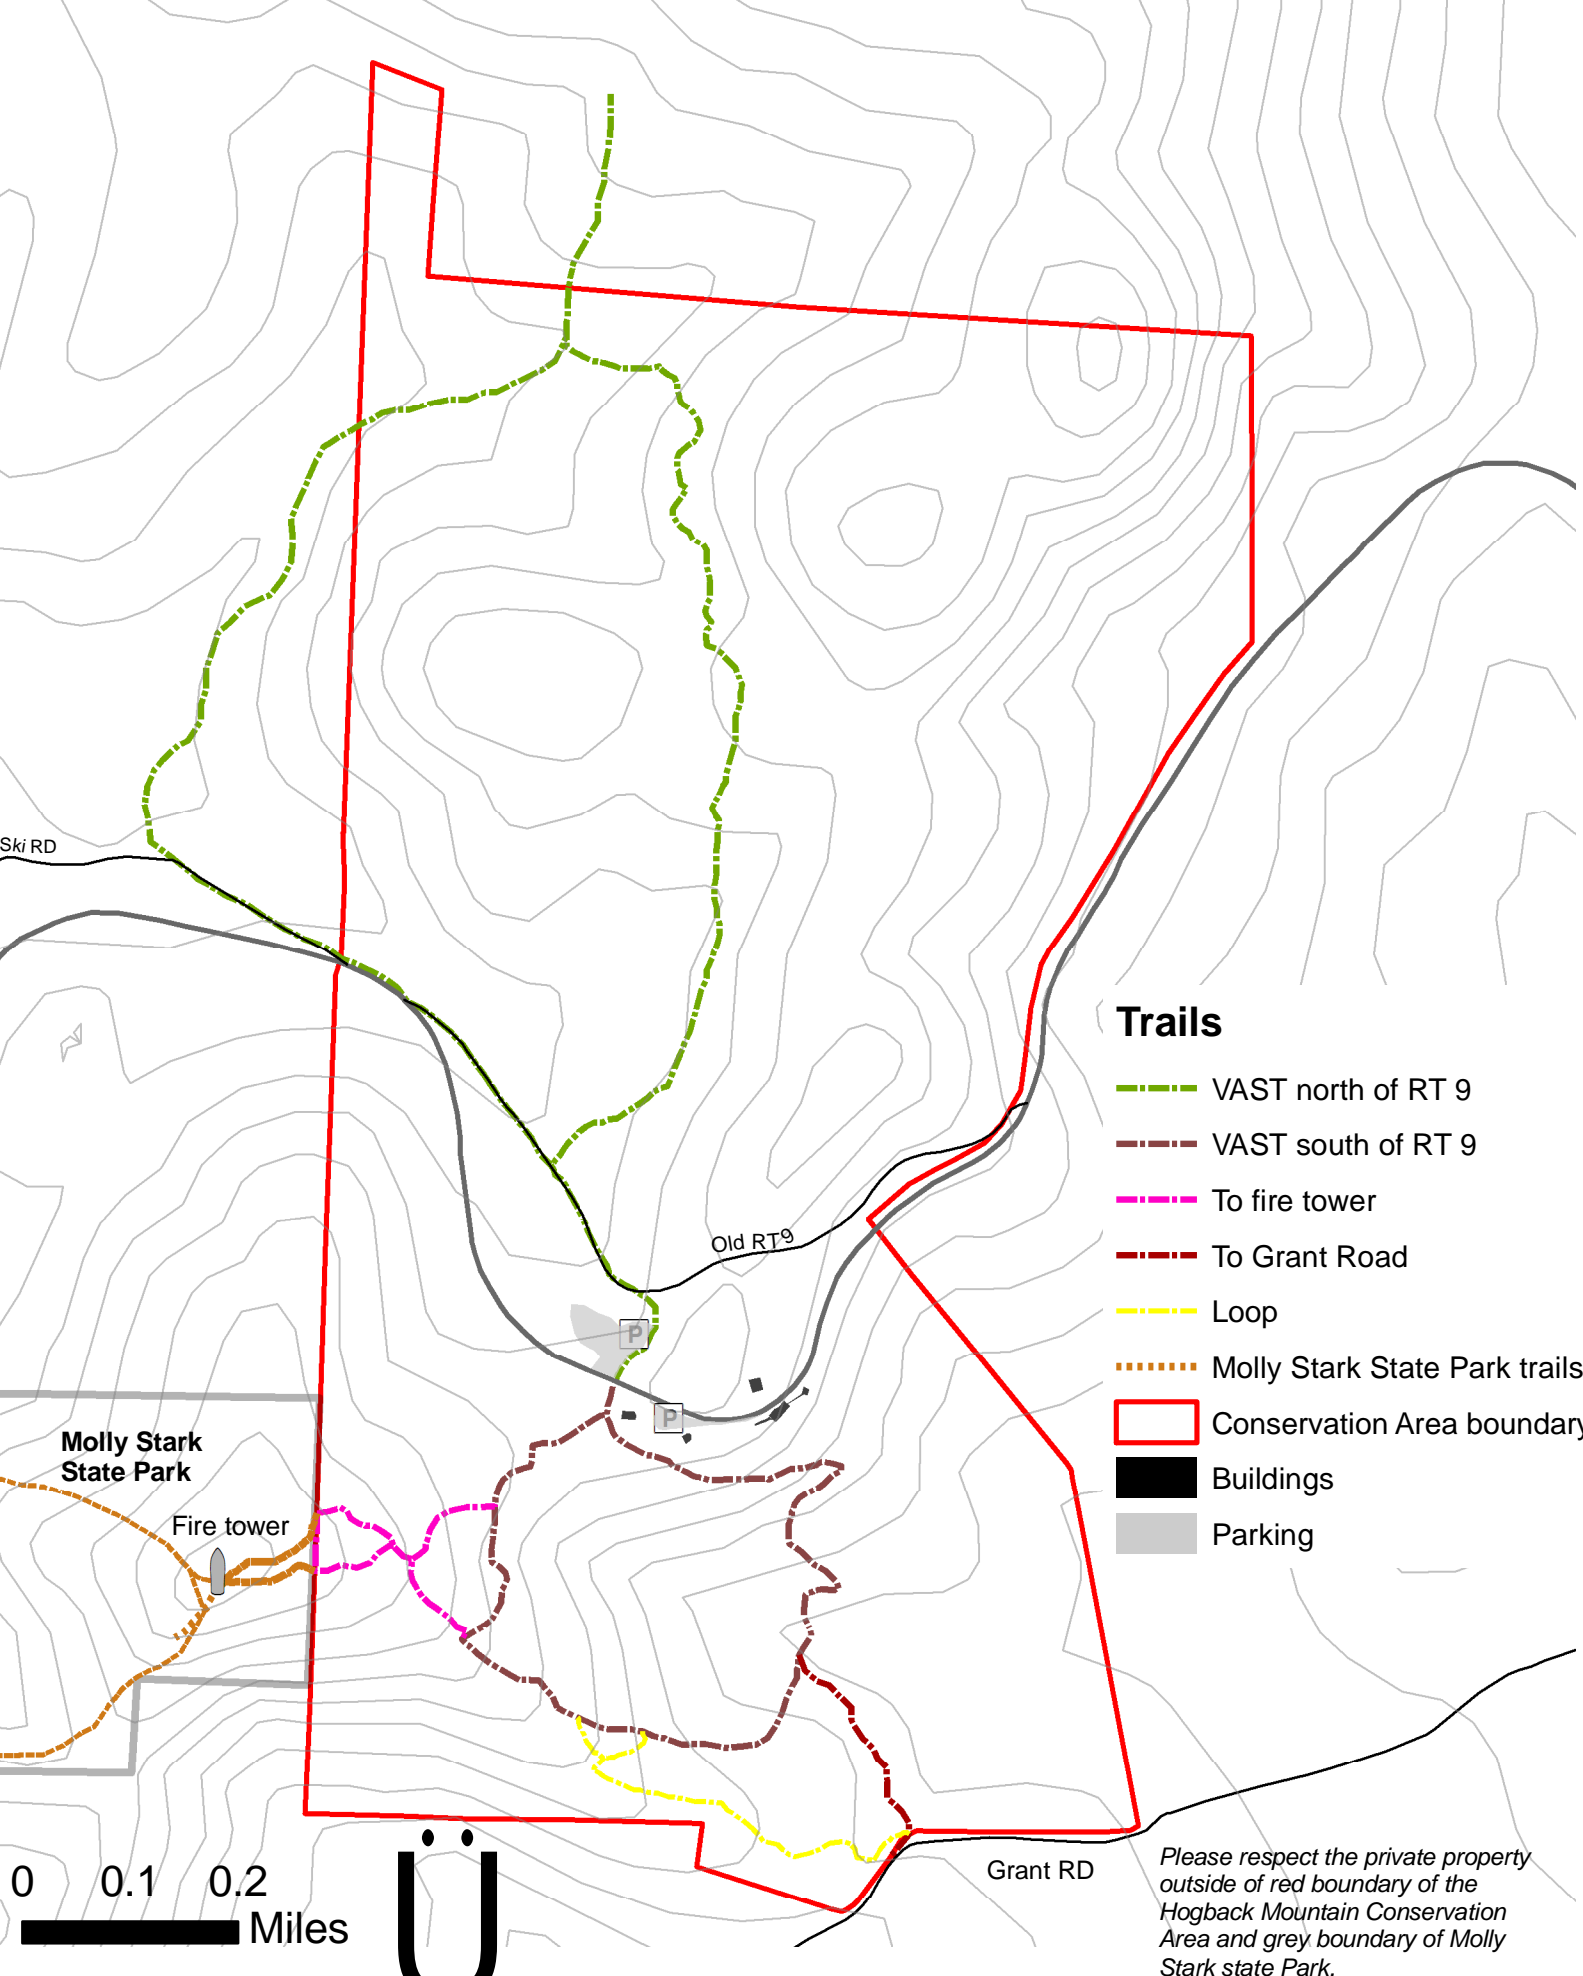 Ski RD
Trails
VAST north of RT 9
VAST south of RT 9
To fire tower
To Grant Road
Loop
Molly Stark State Park trails
Conservation Area boundary
Buildings
Parking
Old RT9
P
P
Molly Stark
State Park
Fire tower
0 0.1 0.2
Miles
Ü
Grant RD
Please respect the private property
outside of red boundary of the
Hogback Mountain Conservation
Area and grey boundary of Molly
Stark state Park.